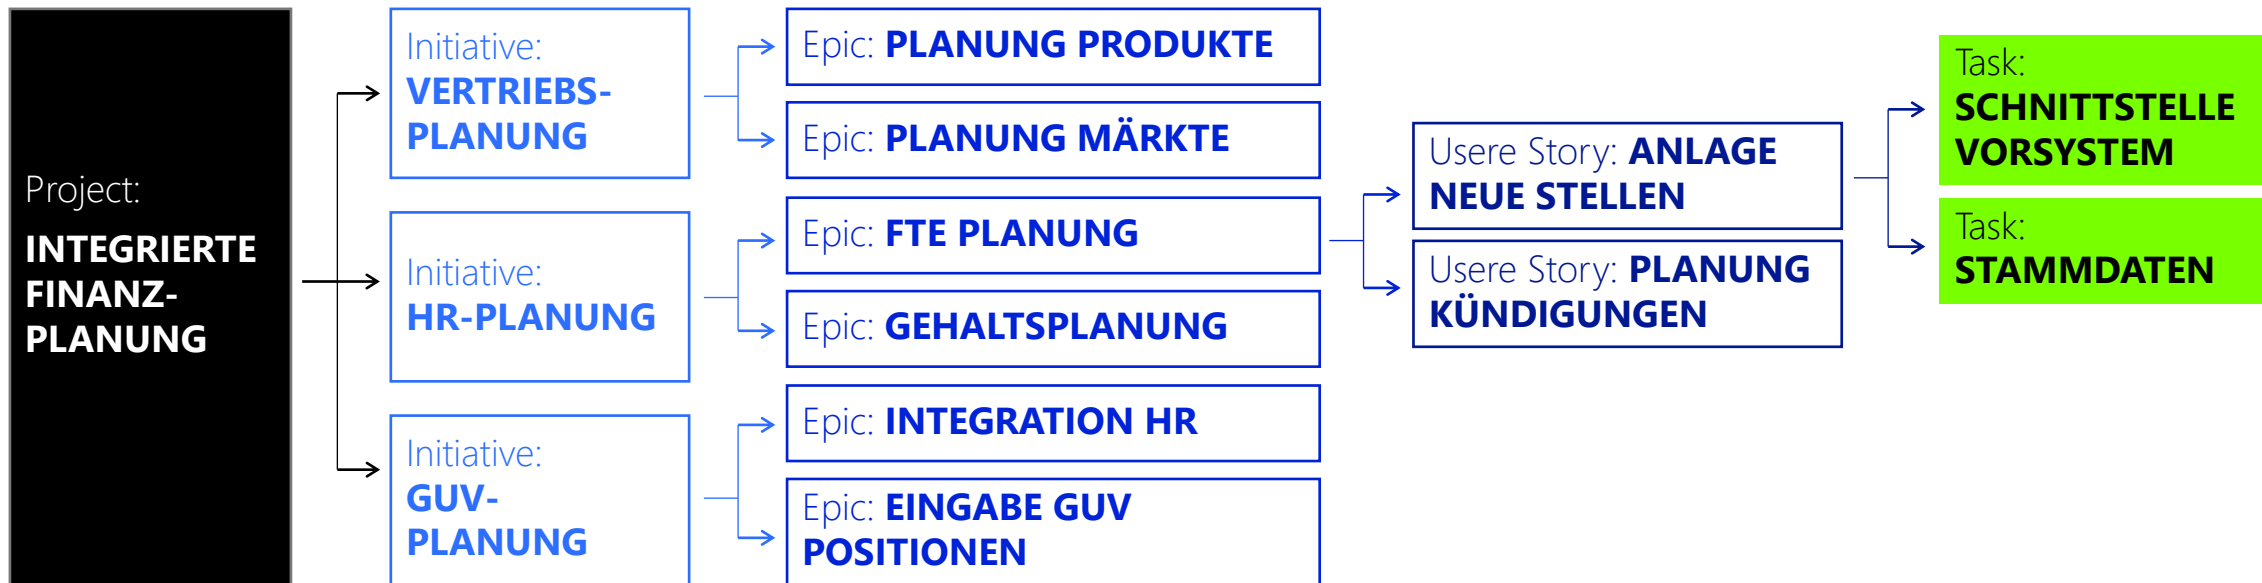 Project:
INTEGRIERTE
FINANZ-
PLANUNG
Initiative:
VERTRIEBS-
PLANUNG
Initiative:
HR-PLANUNG
Initiative:
GUV-
PLANUNG
Epic: PLANUNG PRODUKTE
Epic: PLANUNG MÄRKTE
Epic: FTE PLANUNG
Epic: GEHALTSPLANUNG
Epic: INTEGRATION HR
Epic: EINGABE GUV
POSITIONEN
Usere Story: ANLAGE
NEUE STELLEN
Usere Story: PLANUNG
KÜNDIGUNGEN
Task:
SCHNITTSTELLE
VORSYSTEM
Task:
STAMMDATEN